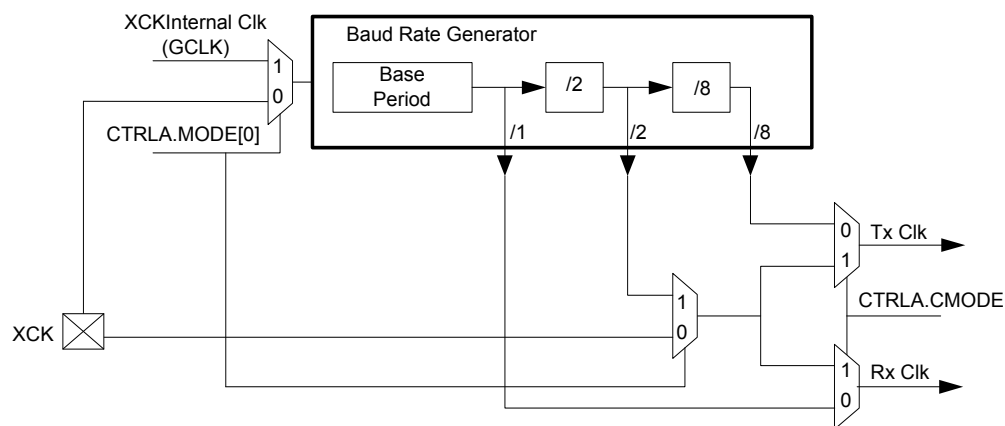 XCKInternal Clk
(GCLK)
Baud Rate Generator
1
Base
Period
/2
/8
0
CTRLA.MODE[0]
/1
/2
/8
0
Tx Clk
1
1
CTRLA.CMODE
XCK
0
1
Rx Clk
0